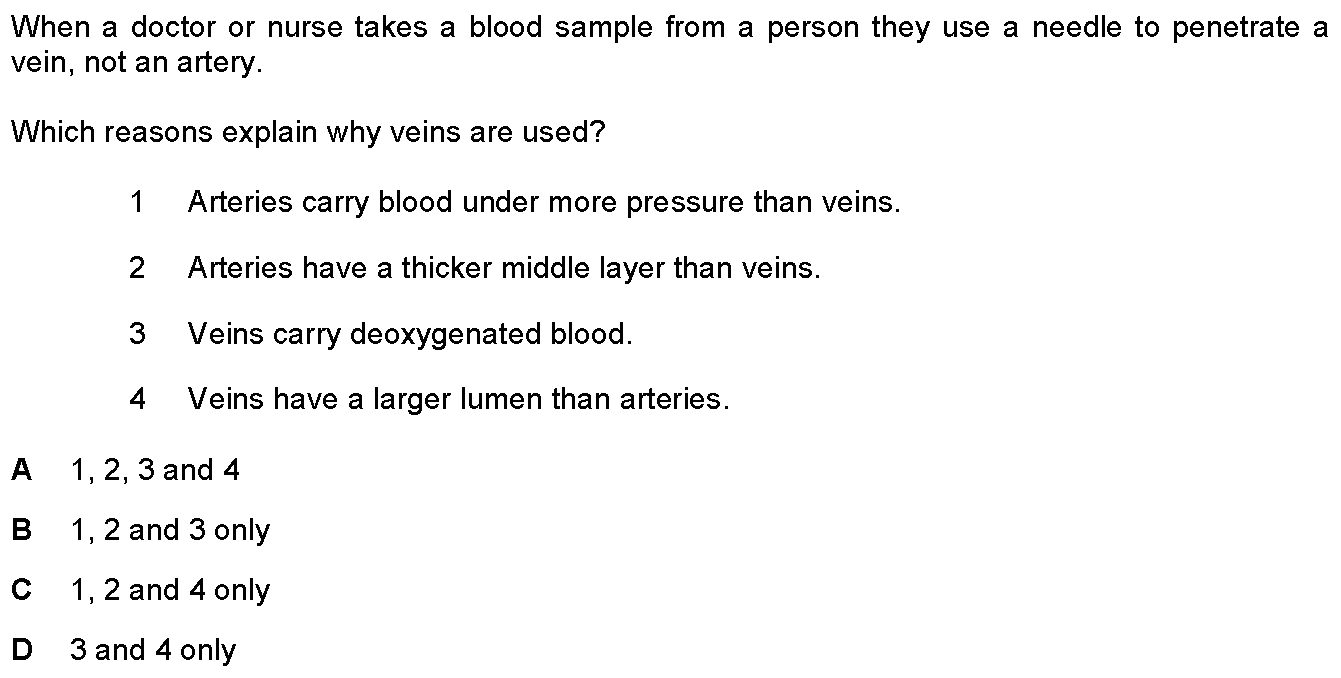 When a doctor or nurse takes a blood sample from a person they use a needle to penetrate a
vein, not an artery.
Which reasons explain why veins are used?
1 Arteries carry blood under more pressure than veins.
2 Arteries have a thicker middle layer than veins.
3 Veins carry deoxygenated blood.
4 Veins have a larger lumen than arteries.
A 1, 2, 3 and 4
B 1, 2 and 3 only
C 1, 2 and 4 only
D 3 and 4 only